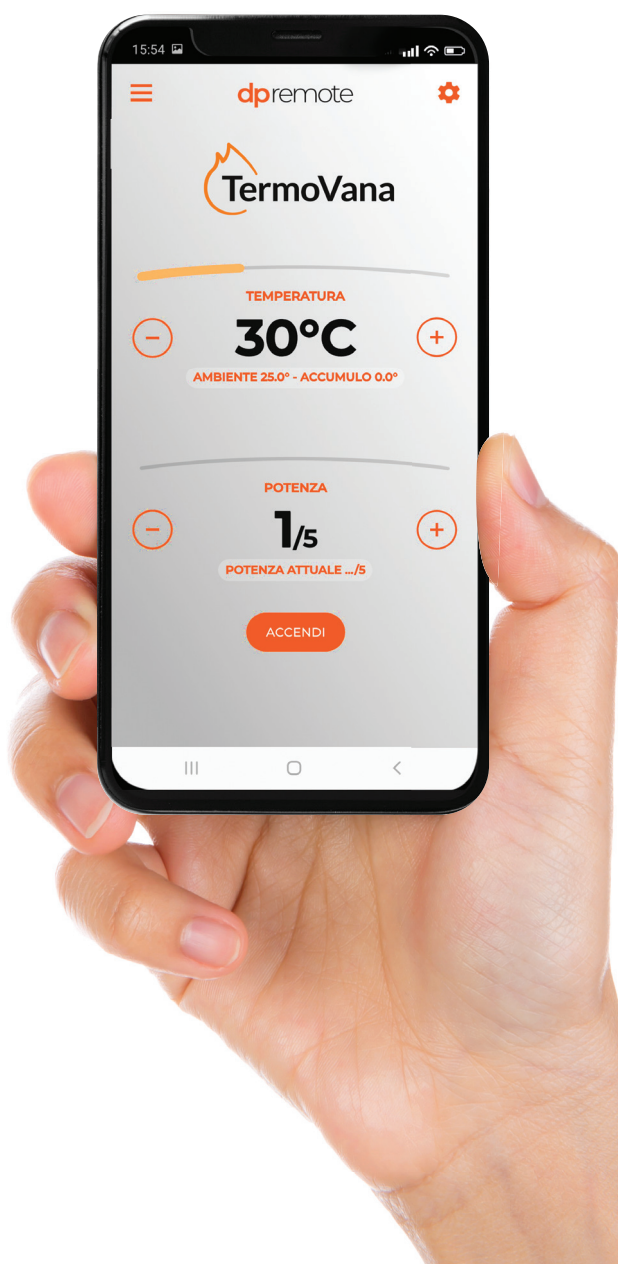 15:54
dpremote
TermoVana
TEMPERATURA
30°C
AMBIENTE 25.0° - ACCUMULO 0.0°
POTENZA
1/5
POTENZA ATTUALE .../5
ACCENDI